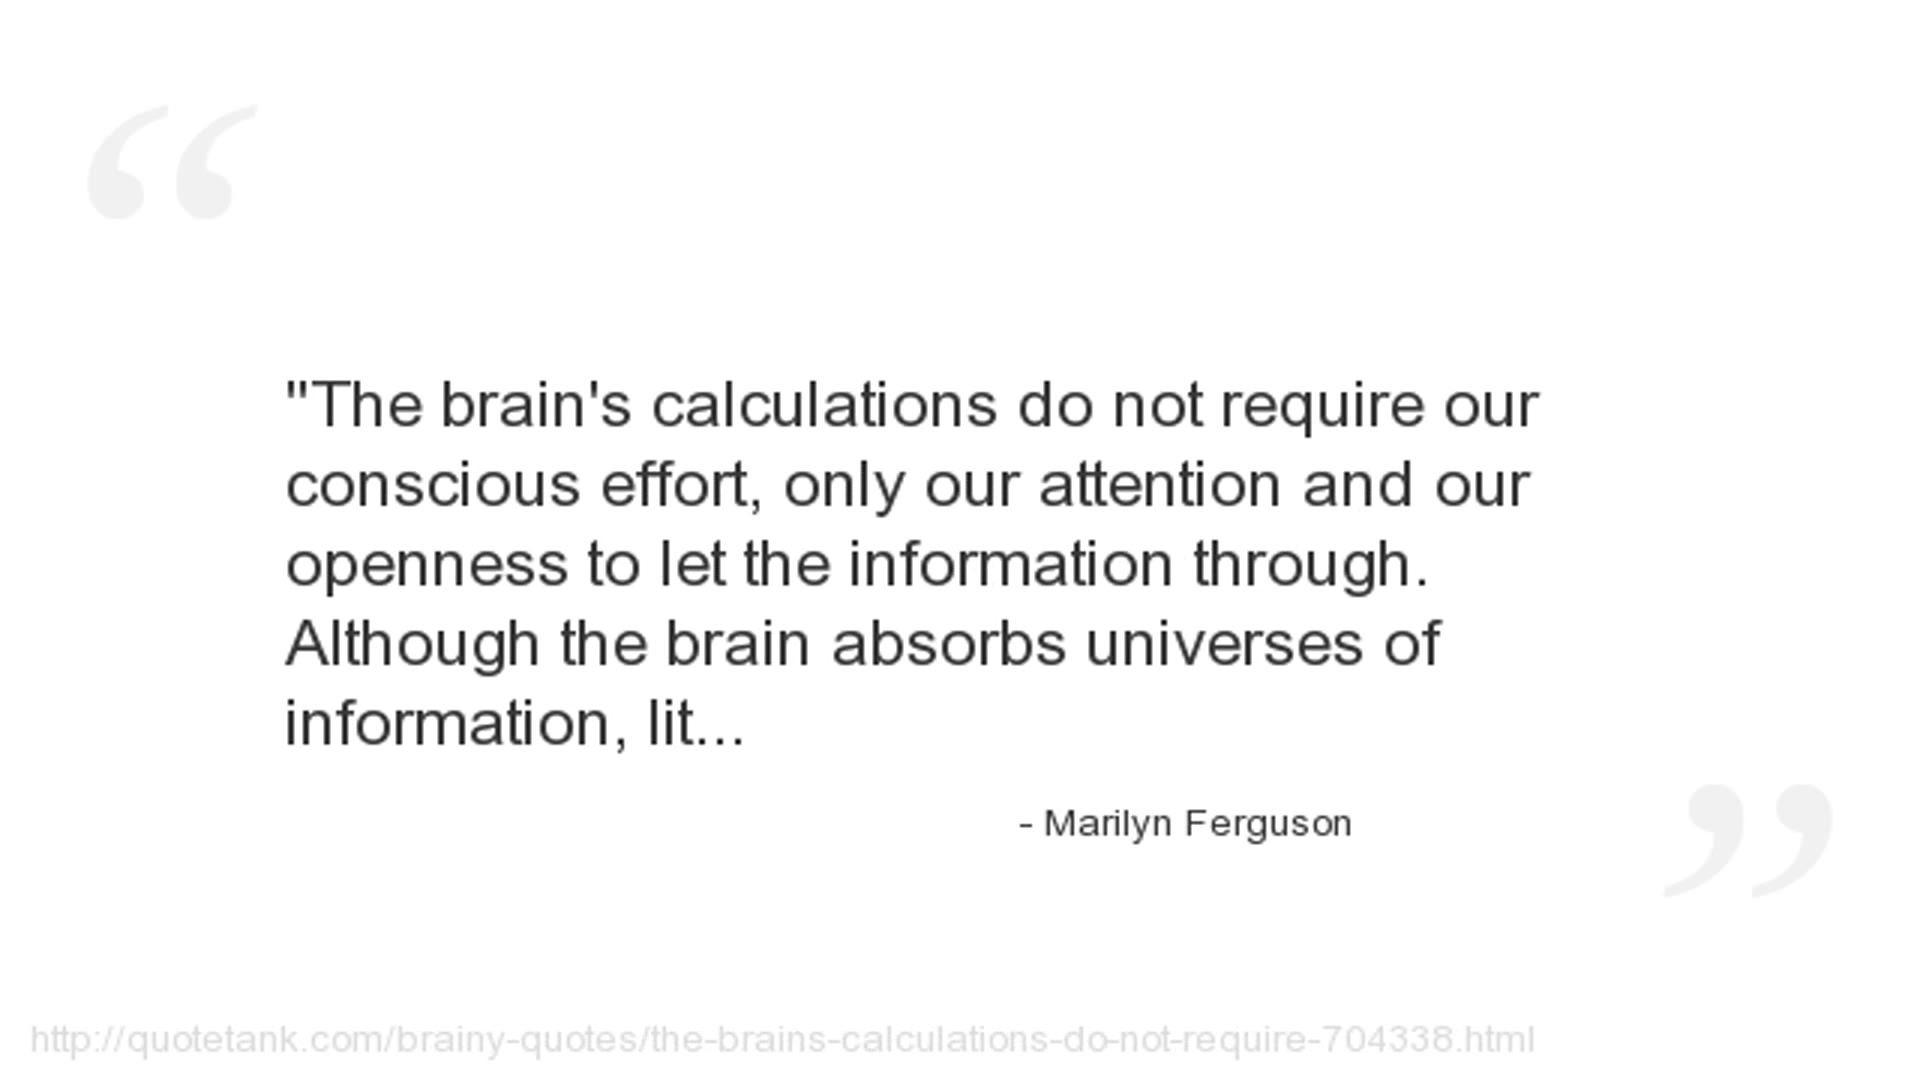 "The brain's calculations do not require our
conscious effort, only our attention and our
openness to let the information through.
Although the brain absorbs universes of
information, lit...
- Marilyn Ferguson
http://quotetank.com/brainy-quotes/the-brains-calculations-do-not-require-704338.html